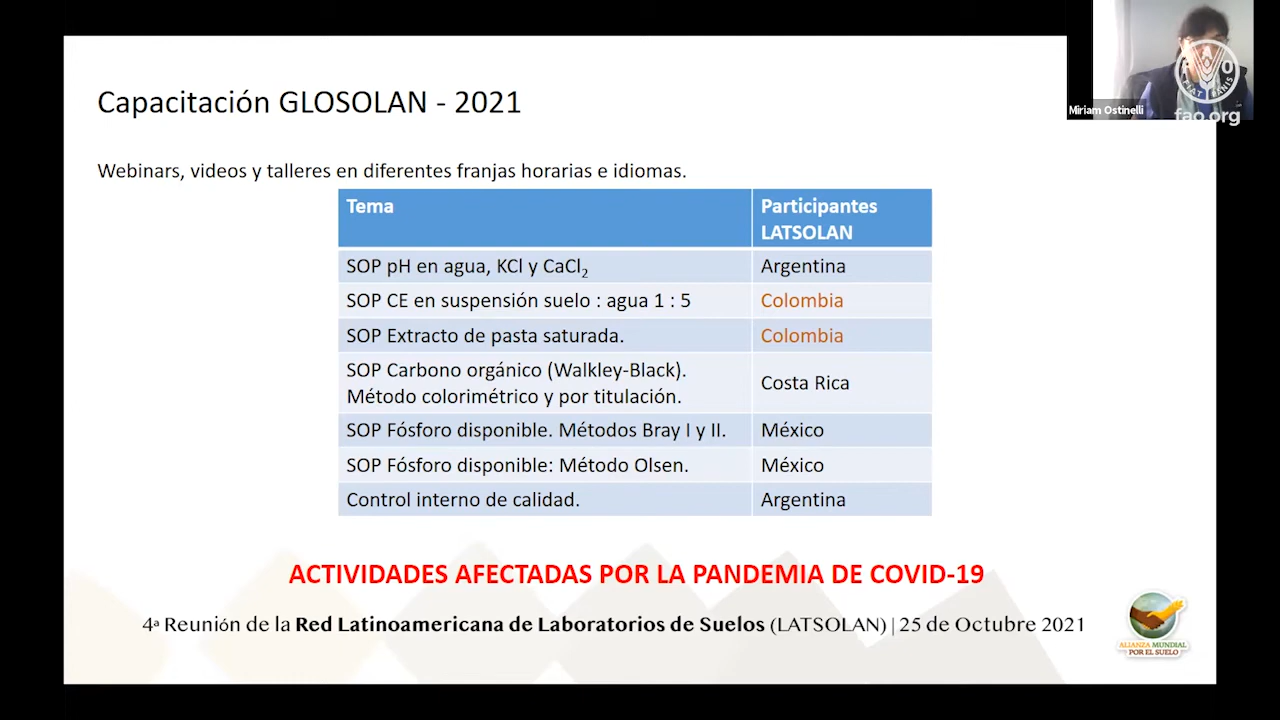 Capacitación GLOSOLAN - 2021
Miriam Ostinelli
FAO
FIAT PANIS
fao.org
Webinars, videos y talleres en diferentes franjas horarias e idiomas.
Tema
Participantes
LATSOLAN
SOP pH en agua, KCl y CaCl₂
Argentina
SOP CE en suspensión suelo : agua 1 : 5
Colombia
SOP Extracto de pasta saturada.
Colombia
SOP Carbono orgánico (Walkley-Black).
Método colorimétrico y por titulación.
Costa Rica
SOP Fósforo disponible. Métodos Bray I y II.
México
SOP Fósforo disponible: Método Olsen.
México
Control interno de calidad.
Argentina
ACTIVIDADES AFECTADAS POR LA PANDEMIA DE COVID-19
4ª Reunión de la Red Latinoamericana de Laboratorios de Suelos (LATSOLAN) | 25 de Octubre 2021
ALIANZA MUNDIAL
POR EL SUELO